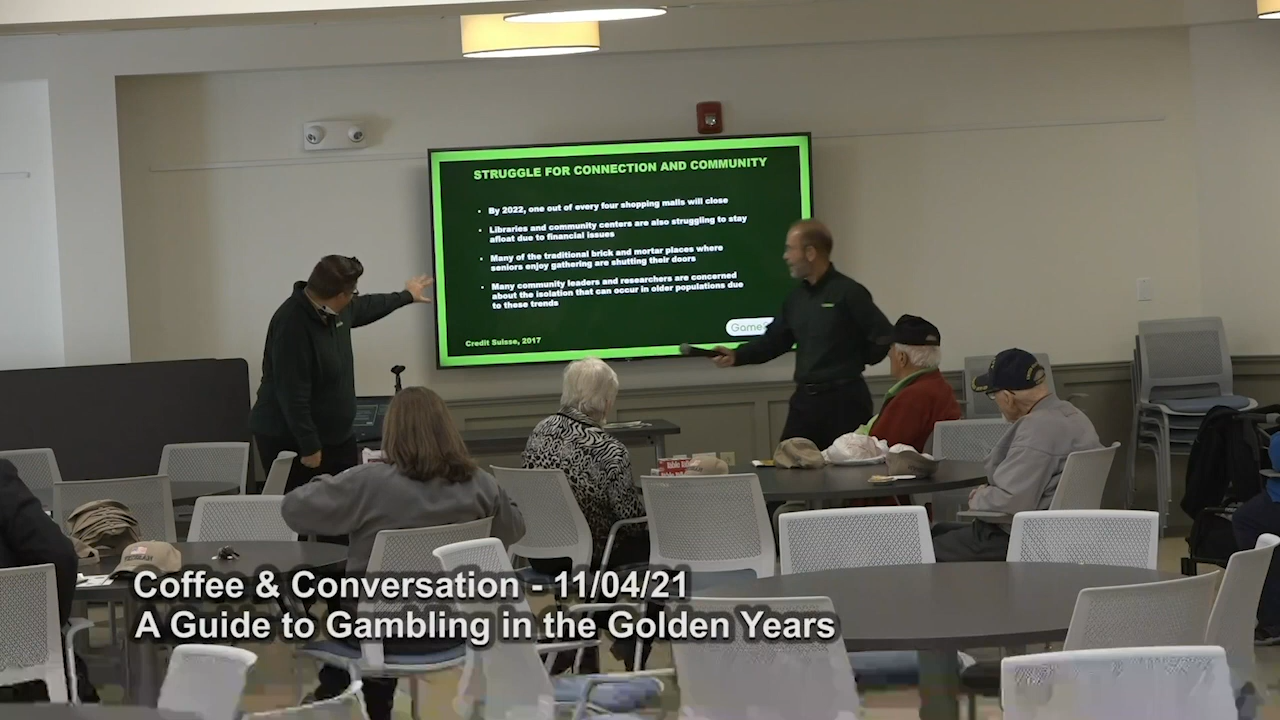 STRUGGLE FOR CONNECTION AND COMMUNITY
• By 2022, one out of every four shopping malls will close
• Libraries and community centers are also struggling to stay
afloat due to financial issues
• Many of the traditional brick and mortar places where
seniors enjoy gathering are shutting their doors
• Many community leaders and researchers are concerned
about the isolation that can occur in older populations due
to these trends
Credit Suisse, 2017
Game
Coffee & Conversation - 11/04/21
A Guide to Gambling in the Golden Years